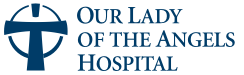 OUR LADY
OF THE ANGELS
HOSPITAL